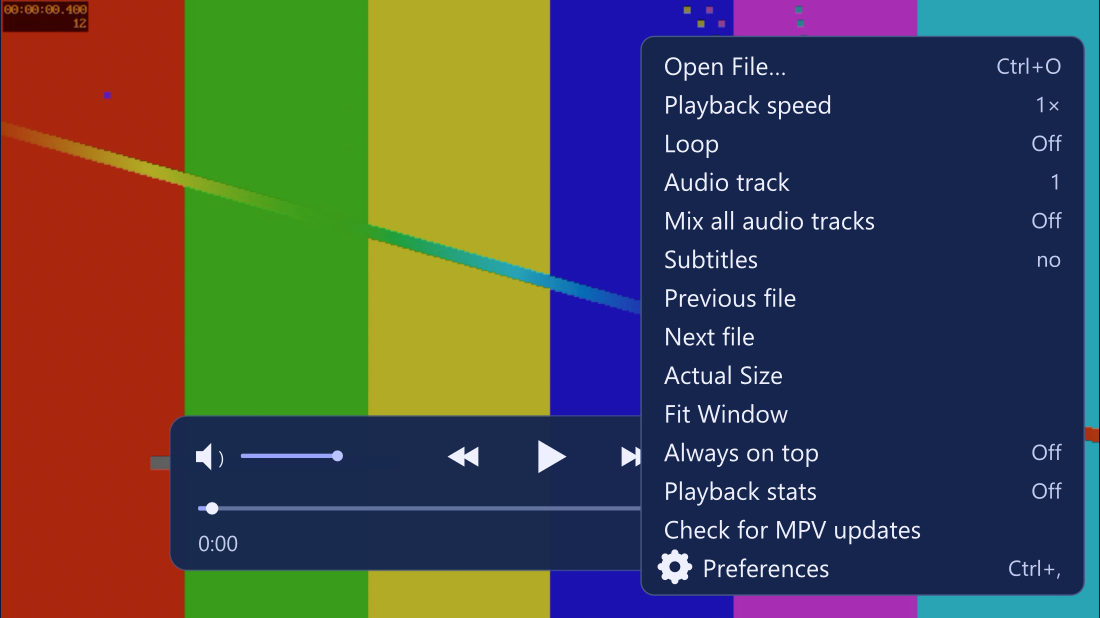 00:00:00.400
12
Open File... Ctrl+O
Playback speed 1×
Loop Off
Audio track 1
Mix all audio tracks Off
Subtitles no
Previous file
Next file
Actual Size
Fit Window
Always on top Off
Playback stats Off
Check for MPV updates
Preferences Ctrl+,
0:00